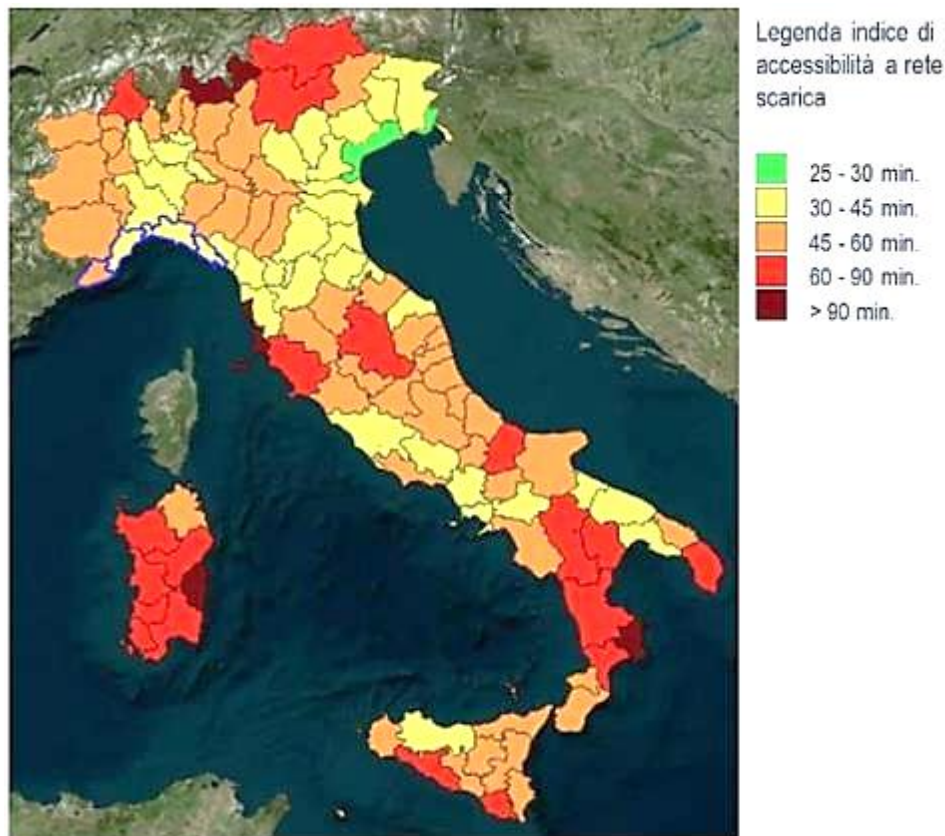 Legenda indice di
accessibilità a rete
scarica
25 - 30 min.
30 - 45 min.
45 - 60 min.
60 - 90 min.
> 90 min.